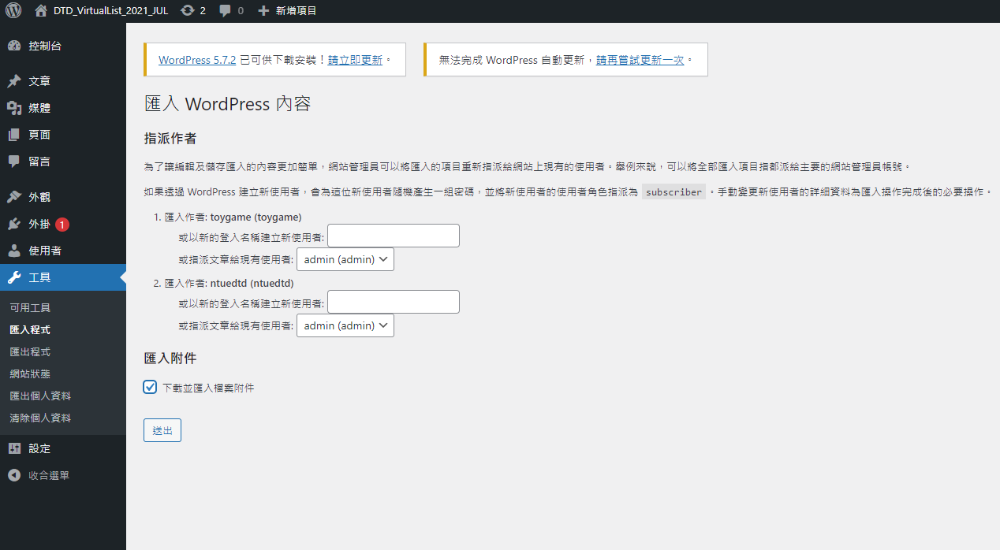 DTD_VirtualList_2021_JUL 2 0 新增項目
控制台
文章
媒體
頁面
留言
外觀
外掛 1
使用者
工具
可用工具
匯入程式
匯出程式
網站狀態
匯出個人資料
清除個人資料
設定
收合選單
WordPress 5.7.2 已可供下載安裝！請立即更新。
無法完成 WordPress 自動更新，請再嘗試更新一次。
匯入 WordPress 內容
指派作者
為了讓編輯及儲存匯入的內容更加簡單，網站管理員可以將匯入的項目重新指派給網站上現有的使用者。舉例來說，可以將全部匯入項目指都派給主要的網站管理員帳號。
如果透過 WordPress 建立新使用者，會為這位新使用者隨機產生一組密碼，並將新使用者的使用者角色指派為 subscriber 。手動變更新使用者的詳細資料為匯入操作完成後的必要操作。
1. 匯入作者: toygame (toygame)
或以新的登入名稱建立新使用者:
或指派文章給現有使用者: admin (admin)
2. 匯入作者: ntuedtd (ntuedtd)
或以新的登入名稱建立新使用者:
或指派文章給現有使用者: admin (admin)
匯入附件
下載並匯入檔案附件
送出